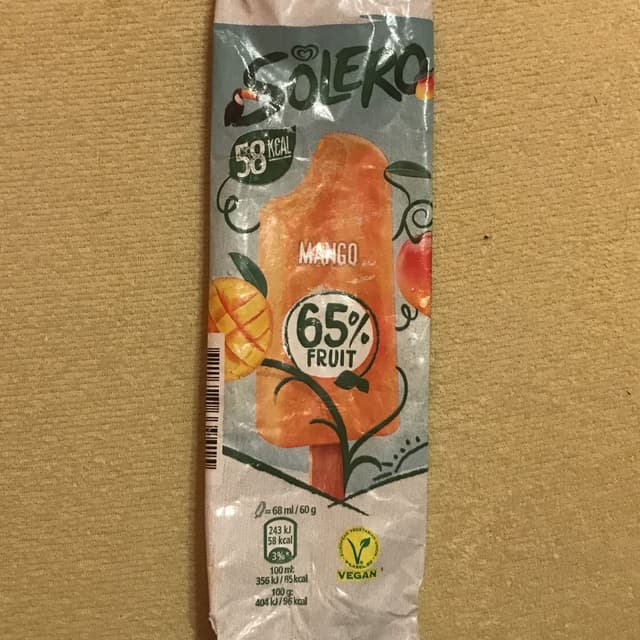 SOLERO
58 KCAL
MANGO
65%
FRUIT
= 68 ml / 60 g
243 kJ
58 kcal
3%*
100 ml:
356 kJ / 85 kcal
100 g:
404 kJ / 96 kcal
VEGAN